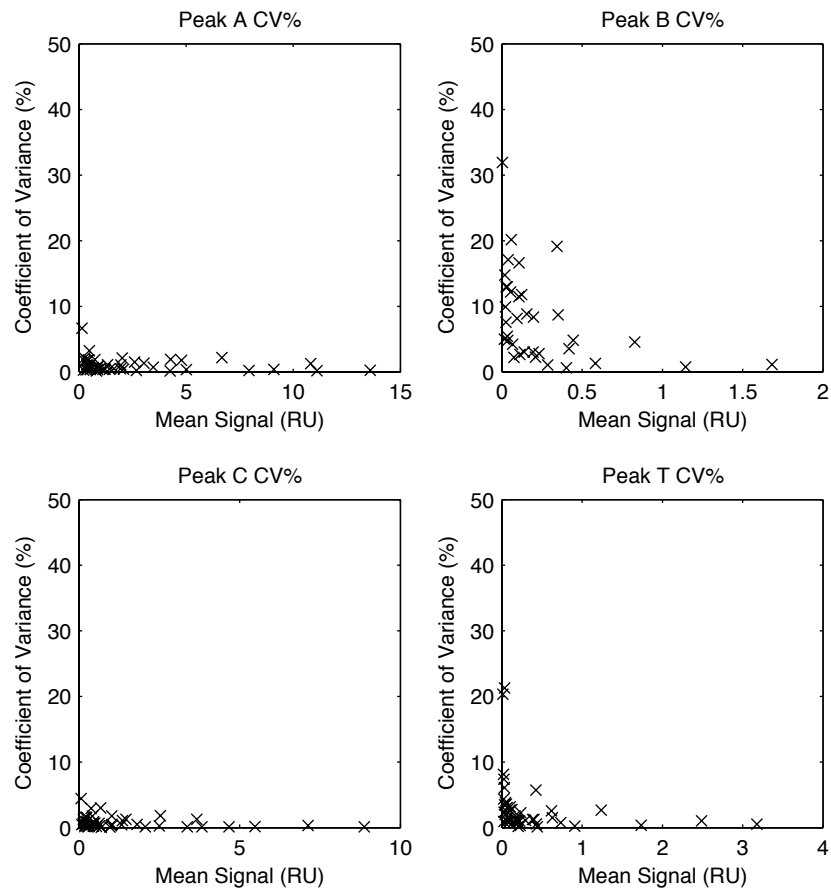 Peak A CV%
50
40
30
20
10
0
Coefficient of Variance (%)
0 5 10 15
Mean Signal (RU)
Peak B CV%
50
40
30
20
10
0
Coefficient of Variance (%)
0 0.5 1 1.5 2
Mean Signal (RU)
Peak C CV%
50
40
30
20
10
0
Coefficient of Variance (%)
0 5 10
Mean Signal (RU)
Peak T CV%
50
40
30
20
10
0
Coefficient of Variance (%)
0 1 2 3 4
Mean Signal (RU)